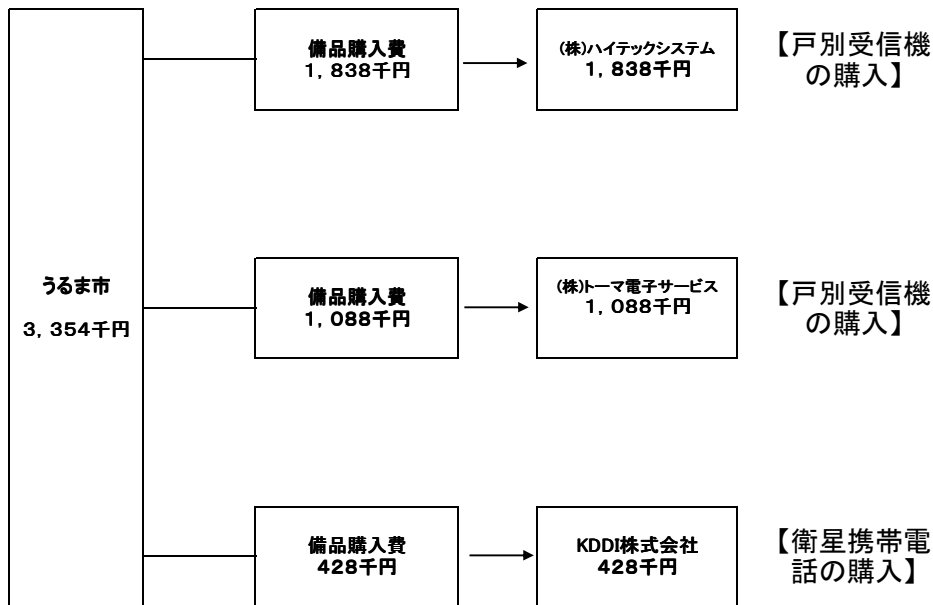 うるま市
3,354千円
備品購入費
1,838千円
(株)ハイテックシステム
1,838千円
【戸別受信機
の購入】
備品購入費
1,088千円
(株)トーマ電子サービス
1,088千円
【戸別受信機
の購入】
備品購入費
428千円
KDDI株式会社
428千円
【衛星携帯電
話の購入】